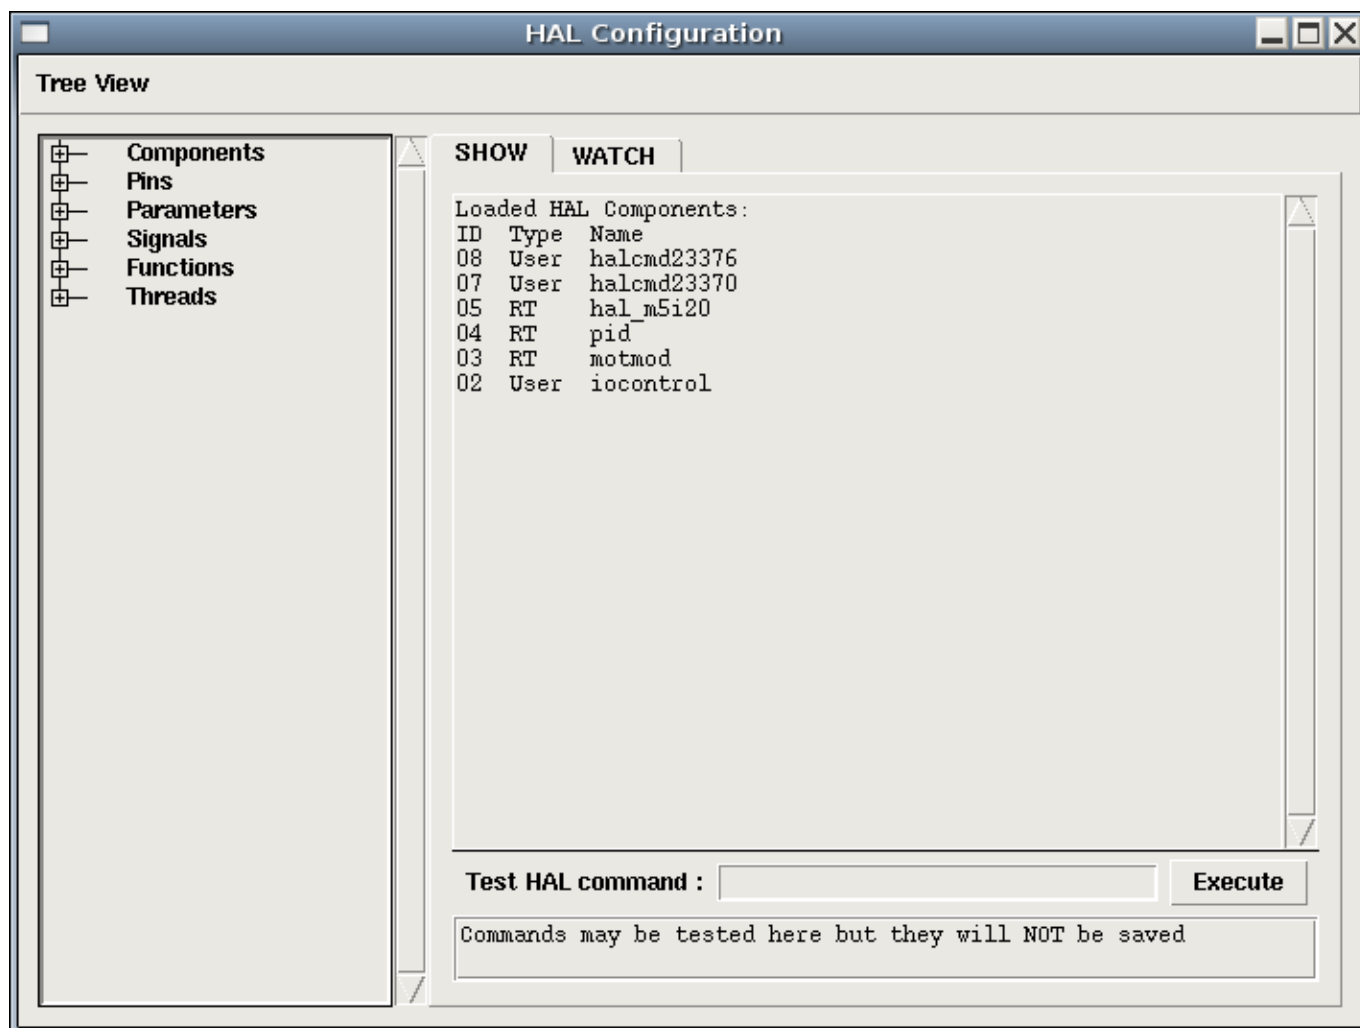 HAL Configuration
Tree View
Components
Pins
Parameters
Signals
Functions
Threads
SHOW WATCH
Loaded HAL Components:
ID Type Name
08 User halcmd23376
07 User halcmd23370
05 RT hal_m5i20
04 RT pid
03 RT motmod
02 User iocontrol
Test HAL command : Execute
Commands may be tested here but they will NOT be saved